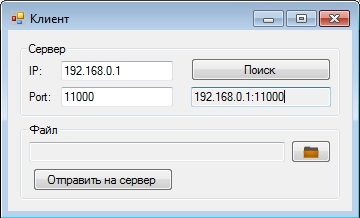 Клиент
Сервер
IP: 192.168.0.1 Поиск
Port: 11000 192.168.0.1:11000
Файл
Отправить на сервер